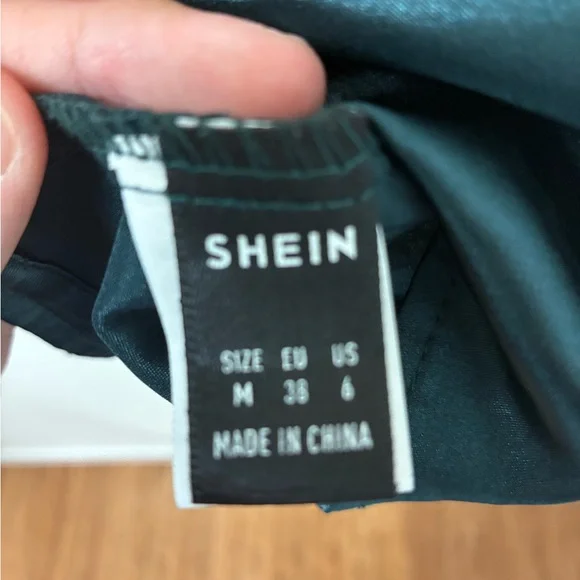 SHEIN
SIZE EU US
M 38 6
MADE IN CHINA